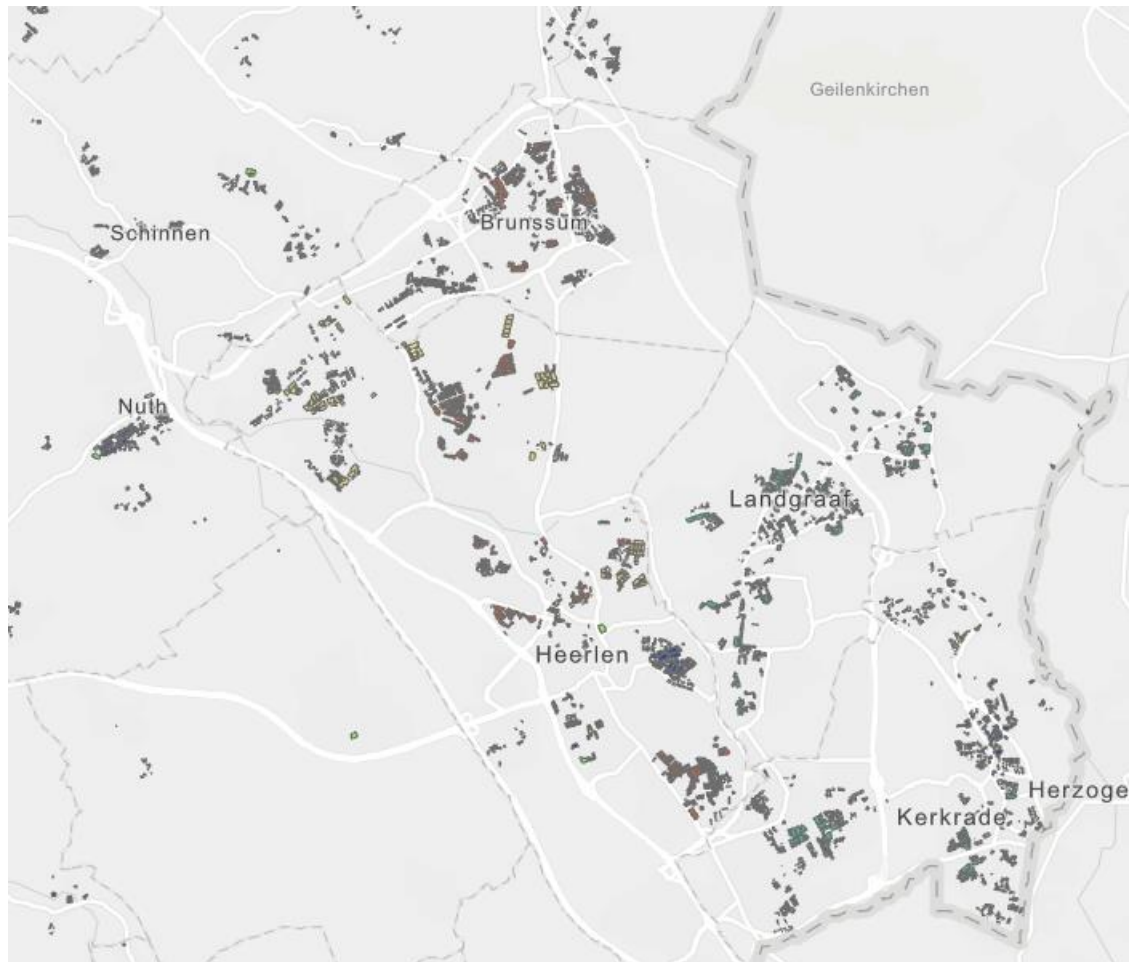 Geilenkirchen
Brunssum
Schinnen
Nuth
Landgraaf
Heerlen
Herzoge
Kerkrade